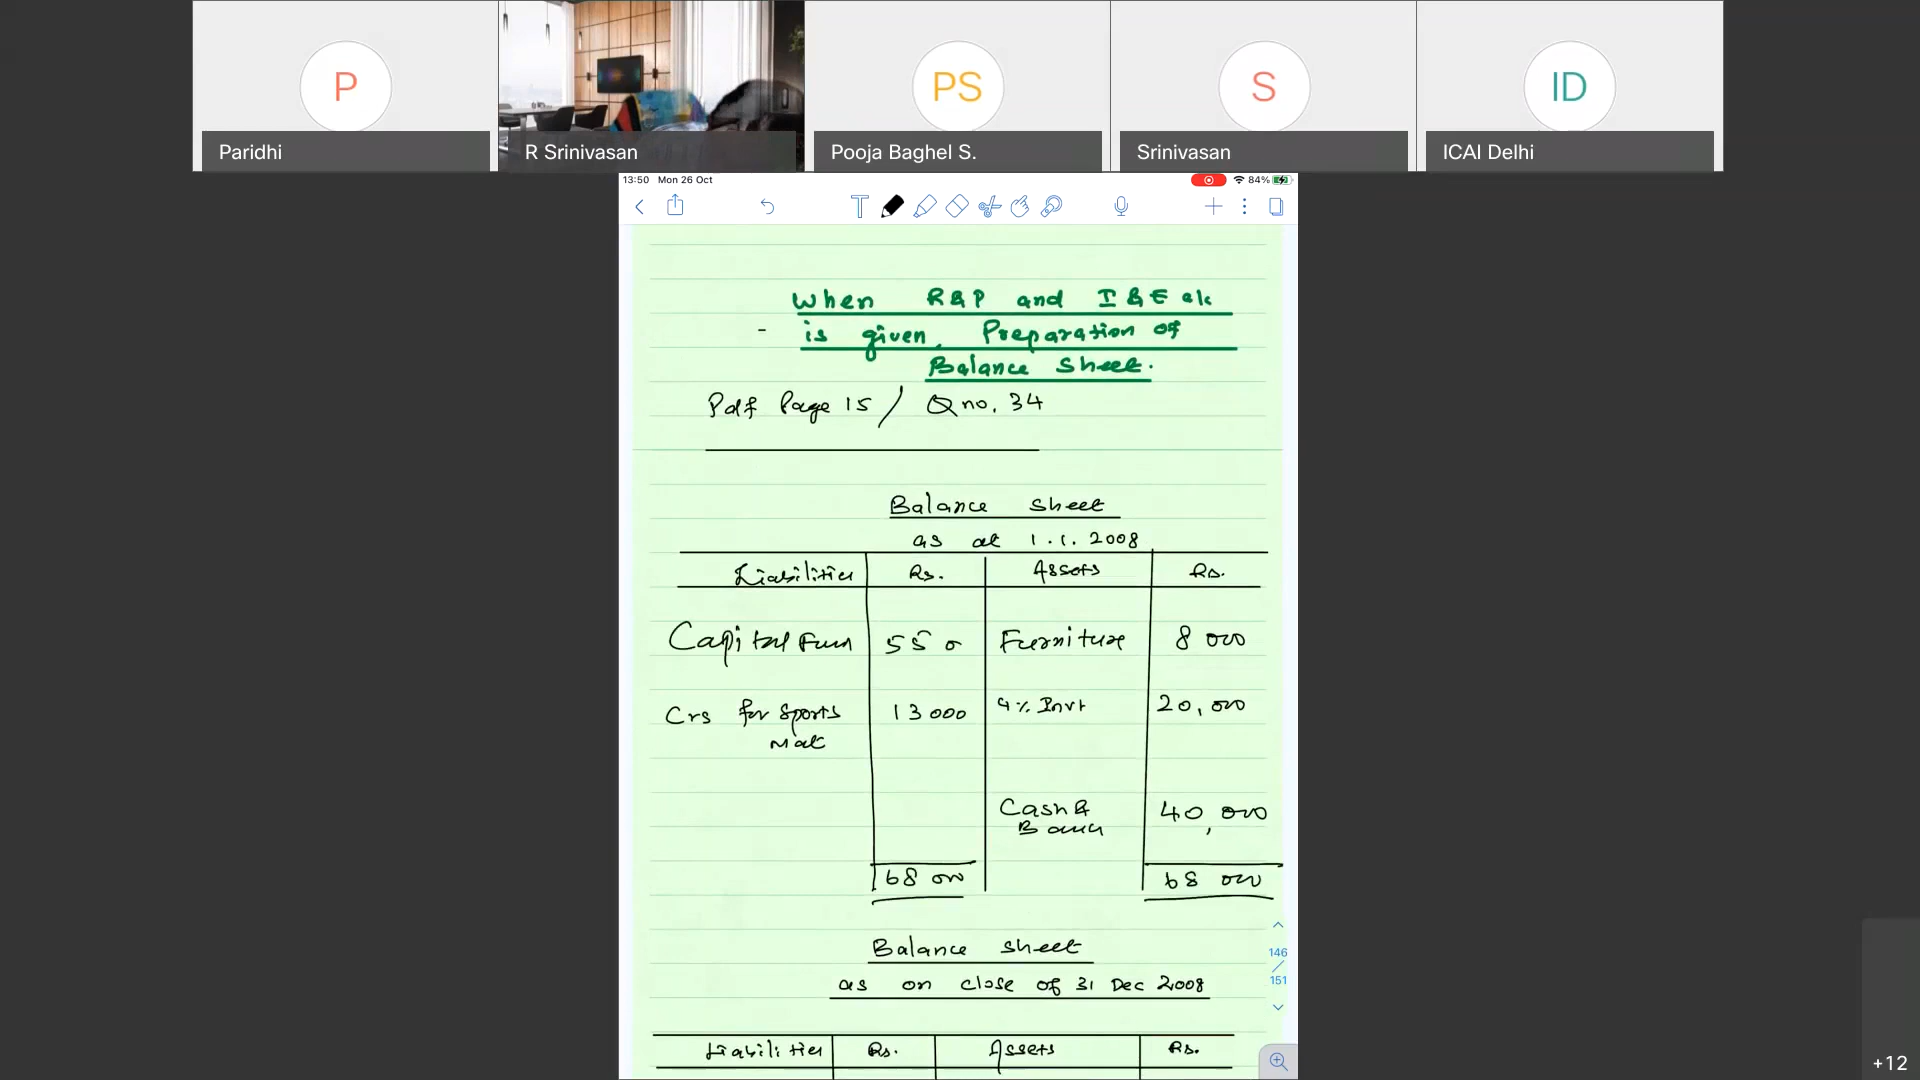 P
PS
S
ID
Paridhi
R Srinivasan
Pooja Baghel S.
Srinivasan
ICAI Delhi
13:50 Mon 26 Oct
84%
T
When R&P and I & E a/c
is given, Preparation of
Balance Sheet.
Pdf Page 15 / Q no. 34
Balance Sheet
as at 1.1.2008
Liabilities Rs. Assets Rs.
Capital Fun 55 0 Furniture 8 000
Crs for Sports 13 000 4% Invt 20,000
Mat
Cash & 40,000
Bank
68 000 68 000
Balance Sheet
146
as on close of 31 Dec 2008
151
Liabilities Rs. Assets Rs.
+12